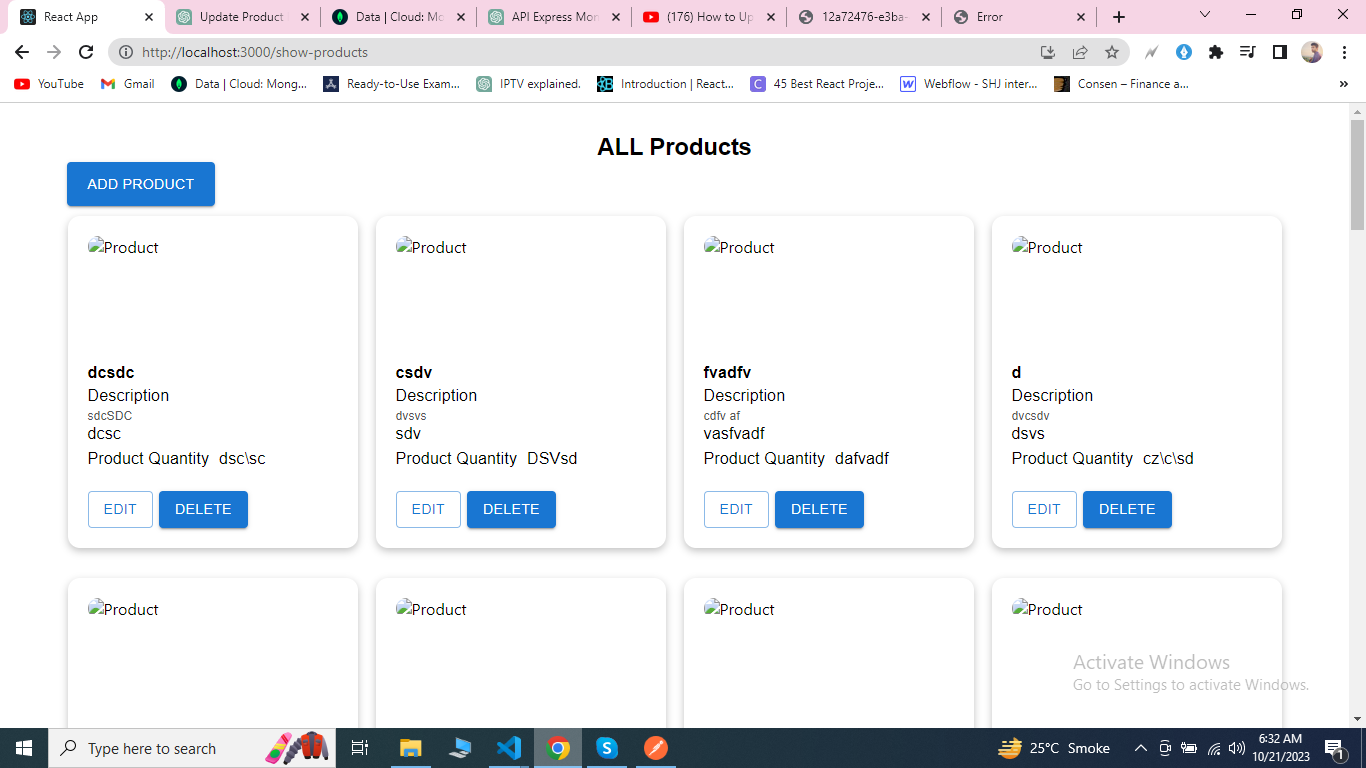 React App
Update Product
Data | Cloud: Mo
API Express Mon
(176) How to Up
12a72476-e3ba-
Error
http://localhost:3000/show-products
YouTube
Gmail
Data | Cloud: Mong...
Ready-to-Use Exam...
IPTV explained.
Introduction | React...
45 Best React Proje...
Webflow - SHJ inter...
Consen – Finance a...
»
ALL Products
ADD PRODUCT
Product
dcsdc
Description
sdcSDC
dcsc
Product Quantity dsc\sc
EDIT DELETE
Product
csdv
Description
dvsvs
sdv
Product Quantity DSVsd
EDIT DELETE
Product
fvadfv
Description
cdfv af
vasfvadf
Product Quantity dafvadf
EDIT DELETE
Product
d
Description
dvcsdv
dsvs
Product Quantity cz\c\sd
EDIT DELETE
Product
Product
Product
Product
Activate Windows
Go to Settings to activate Windows.
Type here to search
25°C Smoke
6:32 AM
10/21/2023
1